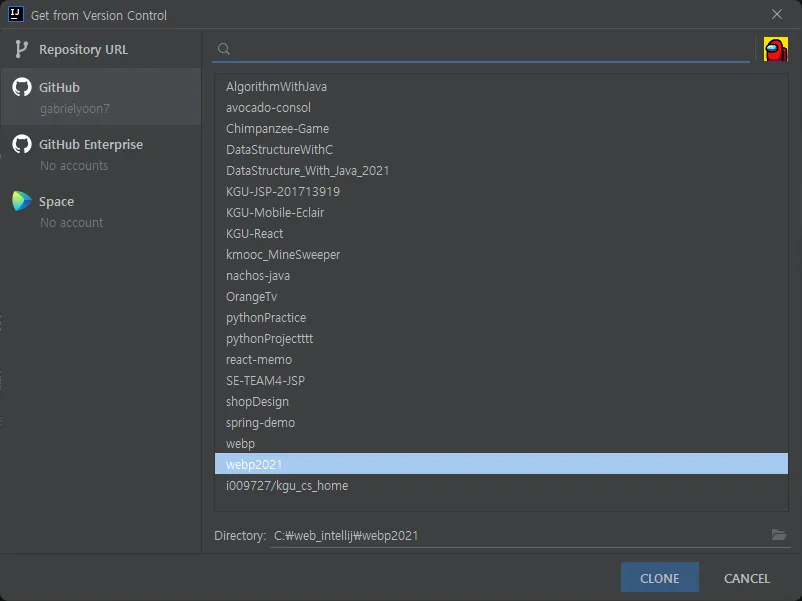 IJ
Get from Version Control
Repository URL
GitHub
gabrielyoon7
GitHub Enterprise
No accounts
Space
No account
AlgorithmWithJava
avocado-consol
Chimpanzee-Game
DataStructureWithC
DataStructure_With_Java_2021
KGU-JSP-201713919
KGU-Mobile-Eclair
KGU-React
kmooc_MineSweeper
nachos-java
OrangeTv
pythonPractice
pythonProjectttt
react-memo
SE-TEAM4-JSP
shopDesign
spring-demo
webp
webp2021
i009727/kgu_cs_home
Directory: C:₩web_intellij₩webp2021
CLONE CANCEL